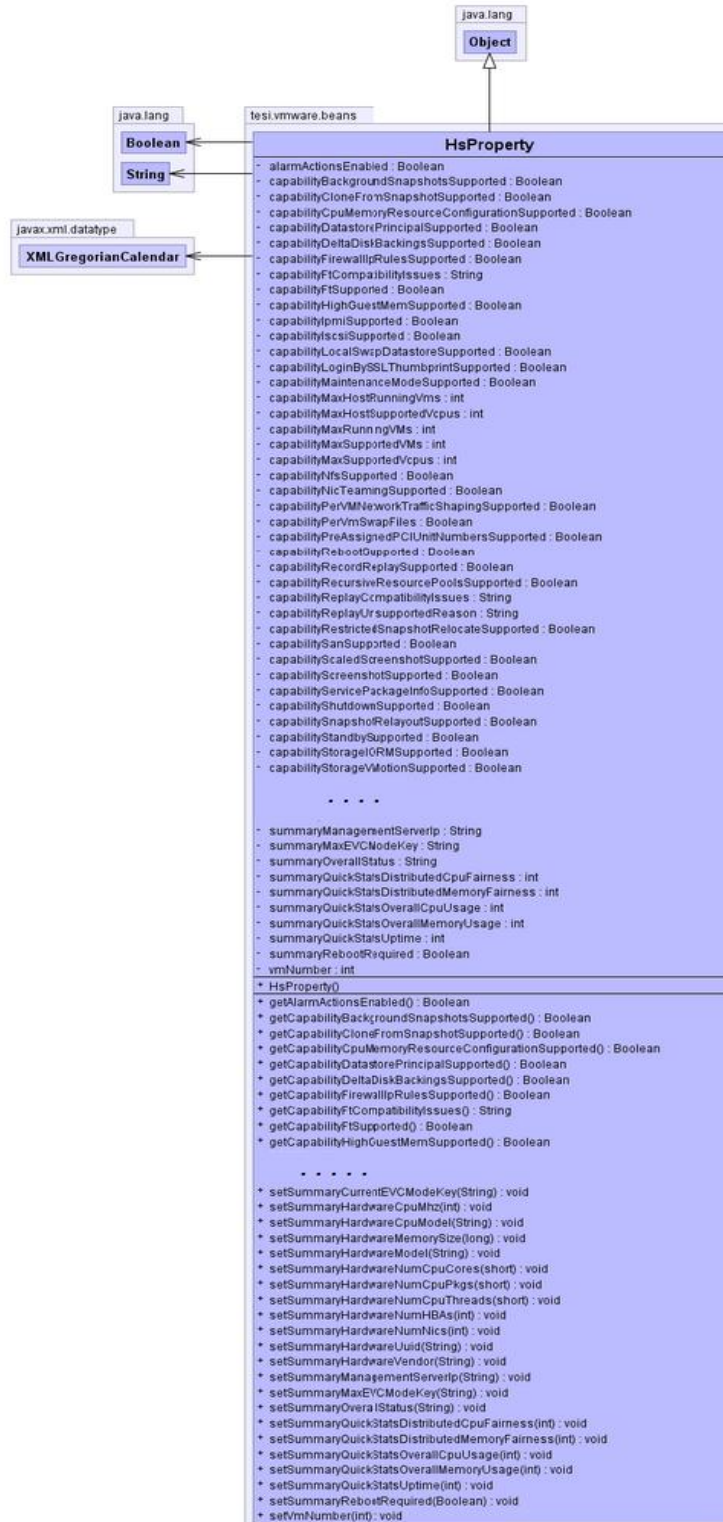 java.lang
Object
java.lang
Boolean
String
javax.xml.datatype
XMLGregorianCalendar
tesi.vmware.beans
HsProperty
- alarmActionsEnabled : Boolean
- capabilityBackgroundSnapshotsSupported : Boolean
- capabilityCloneFromSnapshotSupported : Boolean
- capabilityCpuMemoryResourceConfigurationSupported : Boolean
- capabilityDatastorePrincipalSupported : Boolean
- capabilityDeltaDiskBackingsSupported : Boolean
- capabilityFirewallIpRulesSupported : Boolean
- capabilityFtCompatibilityIssues : String
- capabilityFtSupported : Boolean
- capabilityHighGuestMemSupported : Boolean
- capabilityIpmiSupported : Boolean
- capabilityIscsiSupported : Boolean
- capabilityLocalSwapDatastoreSupported : Boolean
- capabilityLoginBySSLThumbprintSupported : Boolean
- capabilityMaintenanceModeSupported : Boolean
- capabilityMaxHostRunningVms : int
- capabilityMaxHostSupportedVcpus : int
- capabilityMaxRunningVMs : int
- capabilityMaxSupportedVMs : int
- capabilityMaxSupportedVcpus : int
- capabilityNfsSupported : Boolean
- capabilityNicTeamingSupported : Boolean
- capabilityPerVMNetworkTrafficShapingSupported : Boolean
- capabilityPerVmSwapFiles : Boolean
- capabilityPreAssignedPCIUnitNumbersSupported : Boolean
- capabilityRebootSupported : Boolean
- capabilityRecordReplaySupported : Boolean
- capabilityRecursiveResourcePoolsSupported : Boolean
- capabilityReplayCompatibilityIssues : String
- capabilityReplayUnsupportedReason : String
- capabilityRestrictedSnapshotRelocateSupported : Boolean
- capabilitySanSupported : Boolean
- capabilityScaledScreenshotSupported : Boolean
- capabilityScreenshotSupported : Boolean
- capabilityServicePackageInfoSupported : Boolean
- capabilityShutdownSupported : Boolean
- capabilitySnapshotRelayoutSupported : Boolean
- capabilityStandbySupported : Boolean
- capabilityStorageIORMSupported : Boolean
- capabilityStorageVMotionSupported : Boolean
. . . .
- summaryManagementServerIp : String
- summaryMaxEVCModeKey : String
- summaryOverallStatus : String
- summaryQuickStatsDistributedCpuFairness : int
- summaryQuickStatsDistributedMemoryFairness : int
- summaryQuickStatsOverallCpuUsage : int
- summaryQuickStatsOverallMemoryUsage : int
- summaryQuickStatsUptime : int
- summaryRebootRequired : Boolean
- vmNumber : int
+ HsProperty()
+ getAlarmActionsEnabled() : Boolean
+ getCapabilityBackgroundSnapshotsSupported() : Boolean
+ getCapabilityCloneFromSnapshotSupported() : Boolean
+ getCapabilityCpuMemoryResourceConfigurationSupported() : Boolean
+ getCapabilityDatastorePrincipalSupported() : Boolean
+ getCapabilityDeltaDiskBackingsSupported() : Boolean
+ getCapabilityFirewallIpRulesSupported() : Boolean
+ getCapabilityFtCompatibilityIssues() : String
+ getCapabilityFtSupported() : Boolean
+ getCapabilityHighGuestMemSupported() : Boolean
. . . . .
+ setSummaryCurrentEVCModeKey(String) : void
+ setSummaryHardwareCpuMhz(int) : void
+ setSummaryHardwareCpuModel(String) : void
+ setSummaryHardwareMemorySize(long) : void
+ setSummaryHardwareModel(String) : void
+ setSummaryHardwareNumCpuCores(short) : void
+ setSummaryHardwareNumCpuPkgs(short) : void
+ setSummaryHardwareNumCpuThreads(short) : void
+ setSummaryHardwareNumHBAs(int) : void
+ setSummaryHardwareNumNics(int) : void
+ setSummaryHardwareUuid(String) : void
+ setSummaryHardwareVendor(String) : void
+ setSummaryManagementServerIp(String) : void
+ setSummaryMaxEVCModeKey(String) : void
+ setSummaryOverallStatus(String) : void
+ setSummaryQuickStatsDistributedCpuFairness(int) : void
+ setSummaryQuickStatsDistributedMemoryFairness(int) : void
+ setSummaryQuickStatsOverallCpuUsage(int) : void
+ setSummaryQuickStatsOverallMemoryUsage(int) : void
+ setSummaryQuickStatsUptime(int) : void
+ setSummaryRebootRequired(Boolean) : void
+ setVmNumber(int) : void